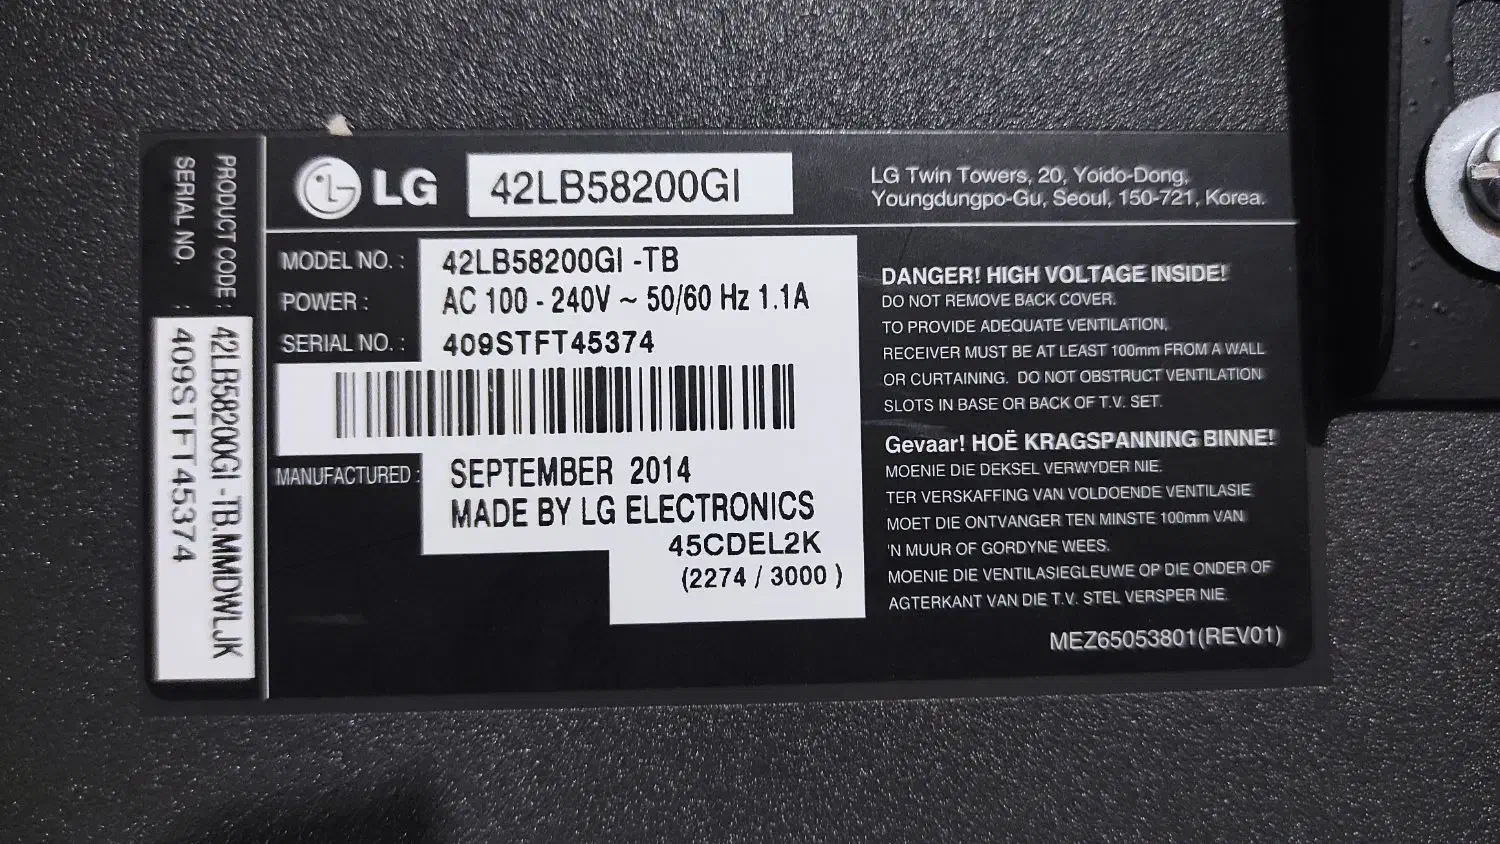 PRODUCT CODE : 42LB58200GI -TB.MMDWLJK
SERIAL NO. : 409STFT45374
LG 42LB58200GI
LG Twin Towers, 20, Yoido-Dong,
Youngdungpo-Gu, Seoul, 150-721, Korea.
MODEL NO. : 42LB58200GI -TB
POWER : AC 100 - 240V ~ 50/60 Hz 1.1A
SERIAL NO. : 409STFT45374
MANUFACTURED : SEPTEMBER 2014
MADE BY LG ELECTRONICS
45CDEL2K
(2274 / 3000 )
DANGER! HIGH VOLTAGE INSIDE!
DO NOT REMOVE BACK COVER.
TO PROVIDE ADEQUATE VENTILATION,
RECEIVER MUST BE AT LEAST 100mm FROM A WALL
OR CURTAINING. DO NOT OBSTRUCT VENTILATION
SLOTS IN BASE OR BACK OF T.V. SET.
Gevaar! HOË KRAGSPANNING BINNE!
MOENIE DIE DEKSEL VERWYDER NIE.
TER VERSKAFFING VAN VOLDOENDE VENTILASIE
MOET DIE ONTVANGER TEN MINSTE 100mm VAN
'N MUUR OF GORDYNE WEES.
MOENIE DIE VENTILASIEGLEUWE OP DIE ONDER OF
AGTERKANT VAN DIE T.V. STEL VERSPER NIE.
MEZ65053801(REV01)